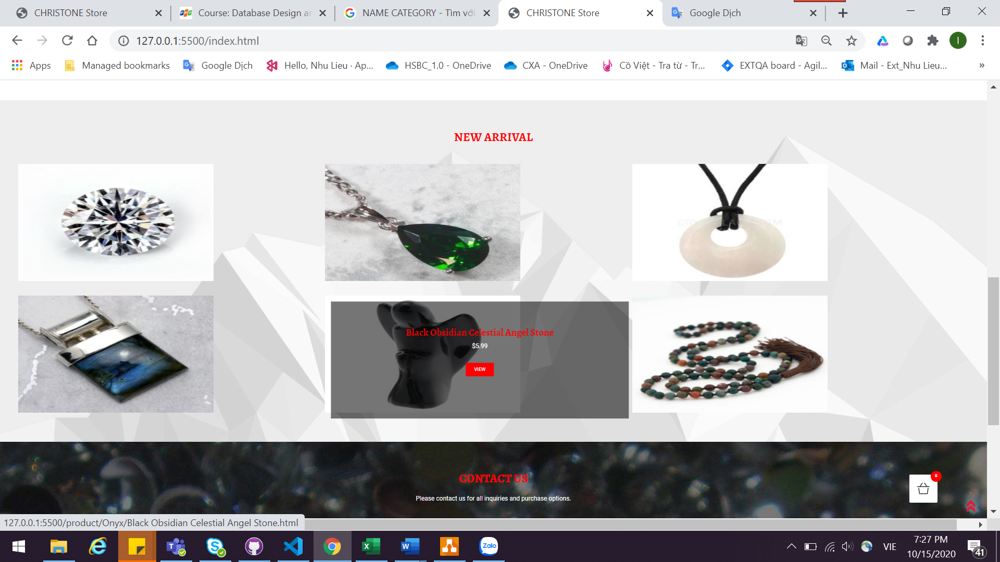 CHRISTONE Store
Course: Database Design ar
NAME CATEGORY - Tìm với
CHRISTONE Store
Google Dịch
127.0.0.1:5500/index.html
I
Apps
Managed bookmarks
Google Dịch
Hello, Nhu Lieu · Ap...
HSBC_1.0 - OneDrive
CXA - OneDrive
Cồ Việt - Tra từ - Tr...
EXTQA board - Agil...
Mail - Ext_Nhu Lieu...
»
NEW ARRIVAL
Black Obsidian Celestial Angel Stone
$5.99
VIEW
CONTACT US
Please contact us for all inquiries and purchase options.
0
127.0.0.1:5500/product/Onyx/Black Obsidian Celestial Angel Stone.html
Zalo
VIE
7:27 PM
10/15/2020
41